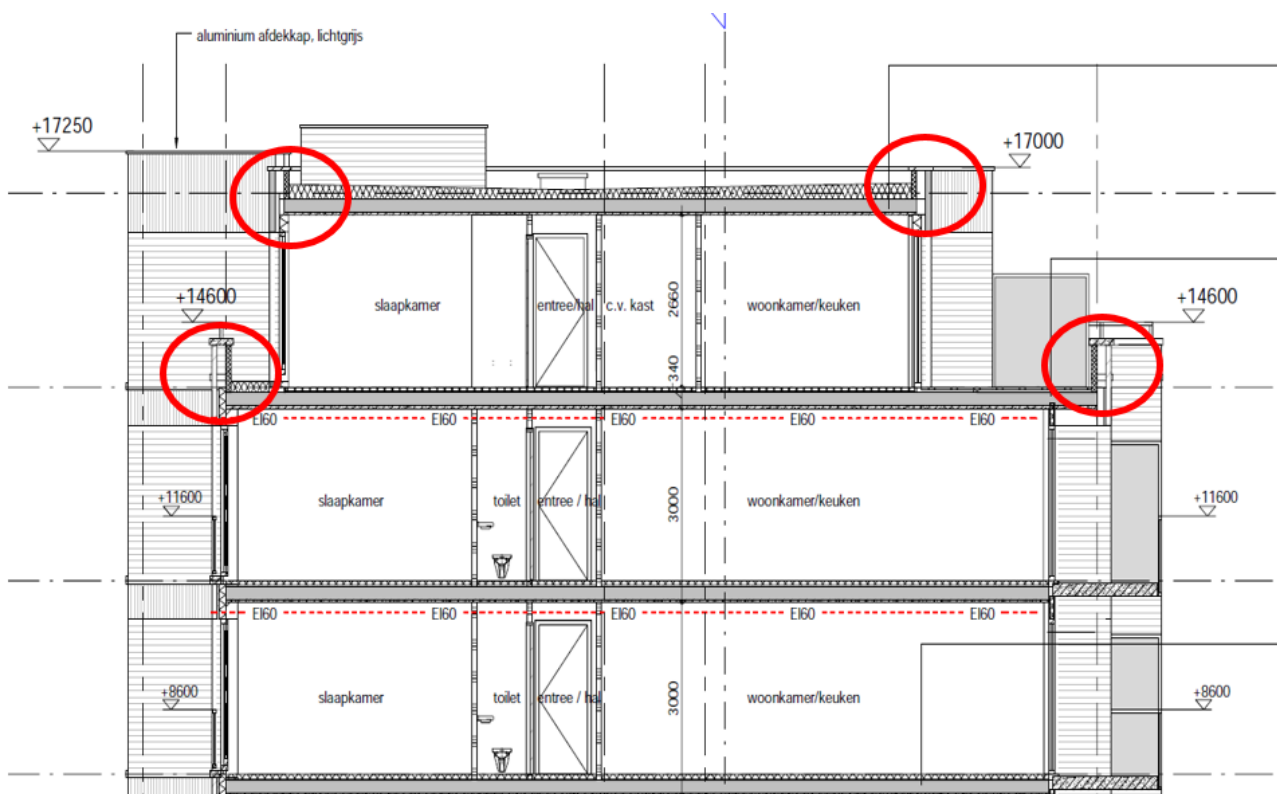 aluminium afdekkap, lichtgrijs
+17250
+17000
slaapkamer
entree/hal
c.v. kast
2660
woonkamer/keuken
+14600
+14600
340
EI60
EI60
EI60
EI60
EI60
slaapkamer
toilet
entree / hal
3000
woonkamer/keuken
+11600
+11600
EI60
EI60
EI60
EI60
EI60
slaapkamer
toilet
entree / hal
3000
woonkamer/keuken
+8600
+8600